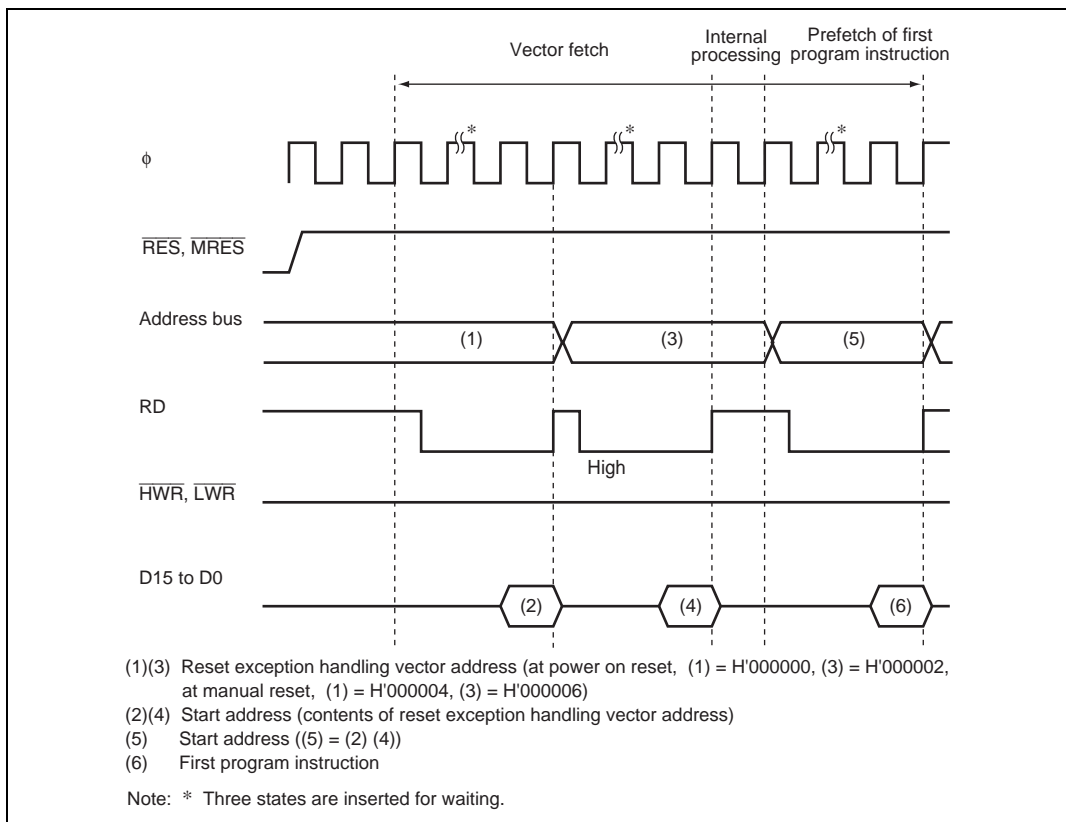 Vector fetch
Internal
processing
Prefetch of first
program instruction
* * *
ϕ
RES, MRES
Address bus
(1) (3) (5)
RD
High
HWR, LWR
D15 to D0
(2) (4) (6)
(1)(3) Reset exception handling vector address (at power on reset, (1) = H'000000, (3) = H'000002,
at manual reset, (1) = H'000004, (3) = H'000006)
(2)(4) Start address (contents of reset exception handling vector address)
(5) Start address ((5) = (2) (4))
(6) First program instruction
Note: * Three states are inserted for waiting.